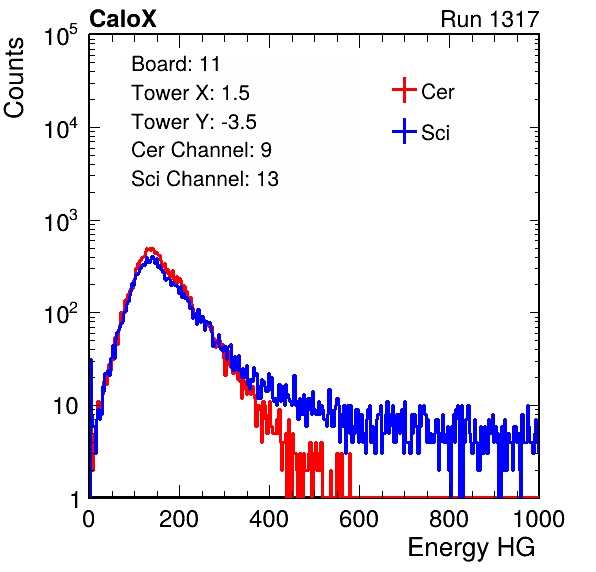 CaloX Run 1317
Counts
10^5
10^4
10^3
10^2
10
1
Board: 11
Tower X: 1.5
Tower Y: -3.5
Cer Channel: 9
Sci Channel: 13
Cer
Sci
0 200 400 600 800 1000
Energy HG